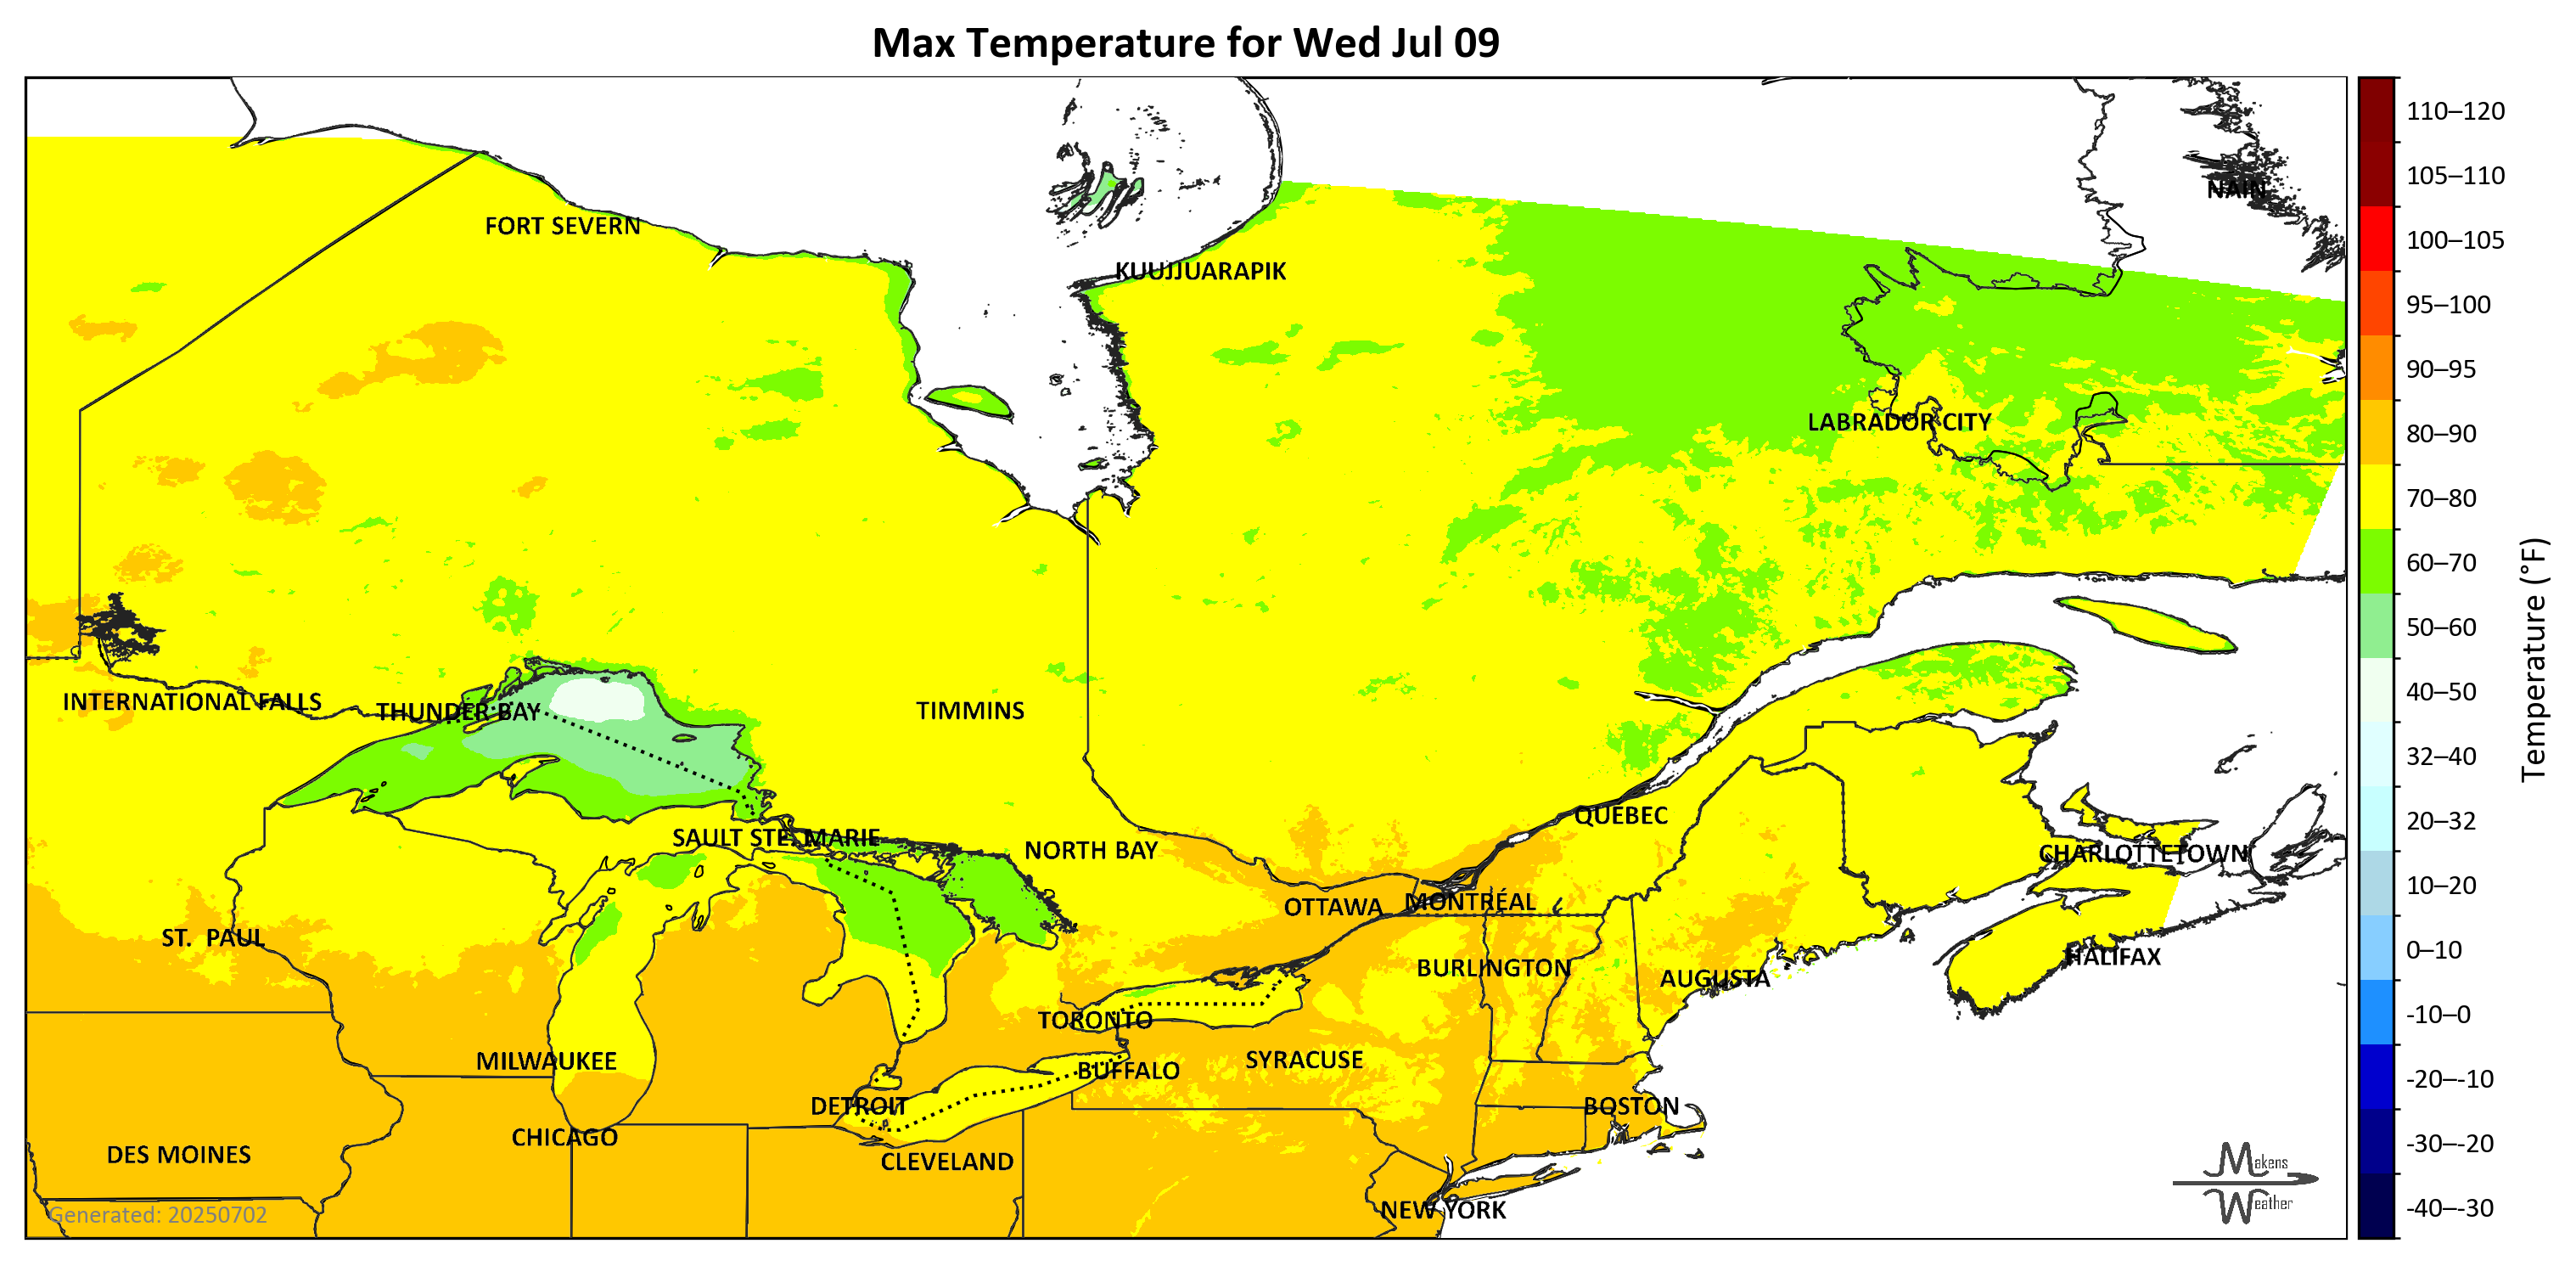 Max Temperature for Wed Jul 09
NAIN
FORT SEVERN
KUUJJUARAPIK
LABRADOR CITY
INTERNATIONAL FALLS
THUNDER BAY
TIMMINS
QUEBEC
SAULT STE. MARIE
NORTH BAY
CHARLOTTETOWN
OTTAWA
MONTRÉAL
ST.  PAUL
HALIFAX
BURLINGTON
AUGUSTA
TORONTO
MILWAUKEE
SYRACUSE
BUFFALO
DETROIT
BOSTON
CHICAGO
DES MOINES
CLEVELAND
NEW YORK
Generated: 20250702
Makens
Weather
110–120
105–110
100–105
95–100
90–95
80–90
70–80
60–70
50–60
40–50
32–40
20–32
10–20
0–10
-10–0
-20–-10
-30–-20
-40–-30
Temperature (°F)